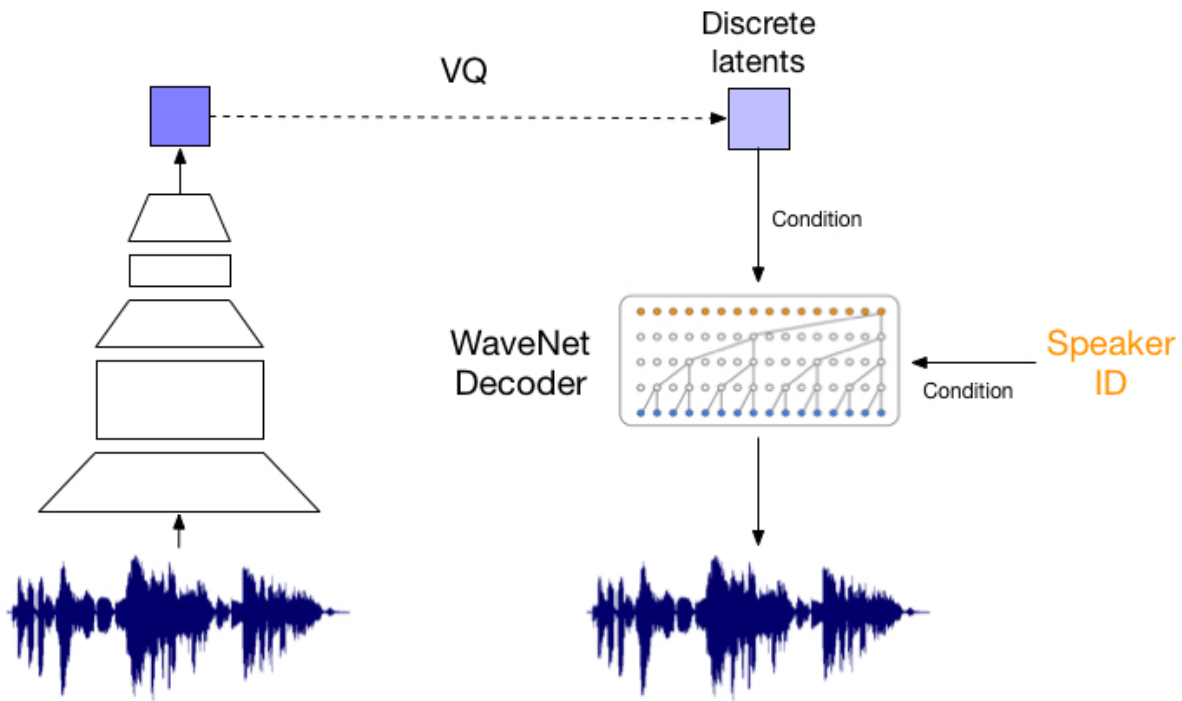 Discrete
latents
VQ
Condition
WaveNet
Decoder
Speaker
ID
Condition